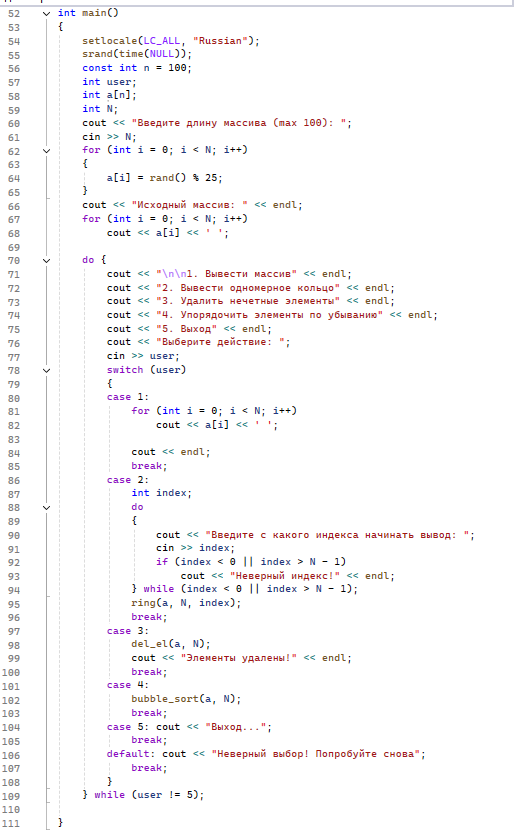 52 int main()
53 {
54 setlocale(LC_ALL, "Russian");
55 srand(time(NULL));
56 const int n = 100;
57 int user;
58 int a[n];
59 int N;
60 cout << "Введите длину массива (max 100): ";
61 cin >> N;
62 for (int i = 0; i < N; i++)
63 {
64 a[i] = rand() % 25;
65 }
66 cout << "Исходный массив: " << endl;
67 for (int i = 0; i < N; i++)
68 cout << a[i] << ' ';
69
70 do {
71 cout << "\n\n1. Вывести массив" << endl;
72 cout << "2. Вывести одномерное кольцо" << endl;
73 cout << "3. Удалить нечетные элементы" << endl;
74 cout << "4. Упорядочить элементы по убыванию" << endl;
75 cout << "5. Выход" << endl;
76 cout << "Выберите действие: ";
77 cin >> user;
78 switch (user)
79 {
80 case 1:
81 for (int i = 0; i < N; i++)
82 cout << a[i] << ' ';
83
84 cout << endl;
85 break;
86 case 2:
87 int index;
88 do
89 {
90 cout << "Введите с какого индекса начинать вывод: ";
91 cin >> index;
92 if (index < 0 || index > N - 1)
93 cout << "Неверный индекс!" << endl;
94 } while (index < 0 || index > N - 1);
95 ring(a, N, index);
96 break;
97 case 3:
98 del_el(a, N);
99 cout << "Элементы удалены!" << endl;
100 break;
101 case 4:
102 bubble_sort(a, N);
103 break;
104 case 5: cout << "Выход...";
105 break;
106 default: cout << "Неверный выбор! Попробуйте снова";
107 break;
108 }
109 } while (user != 5);
110
111 }